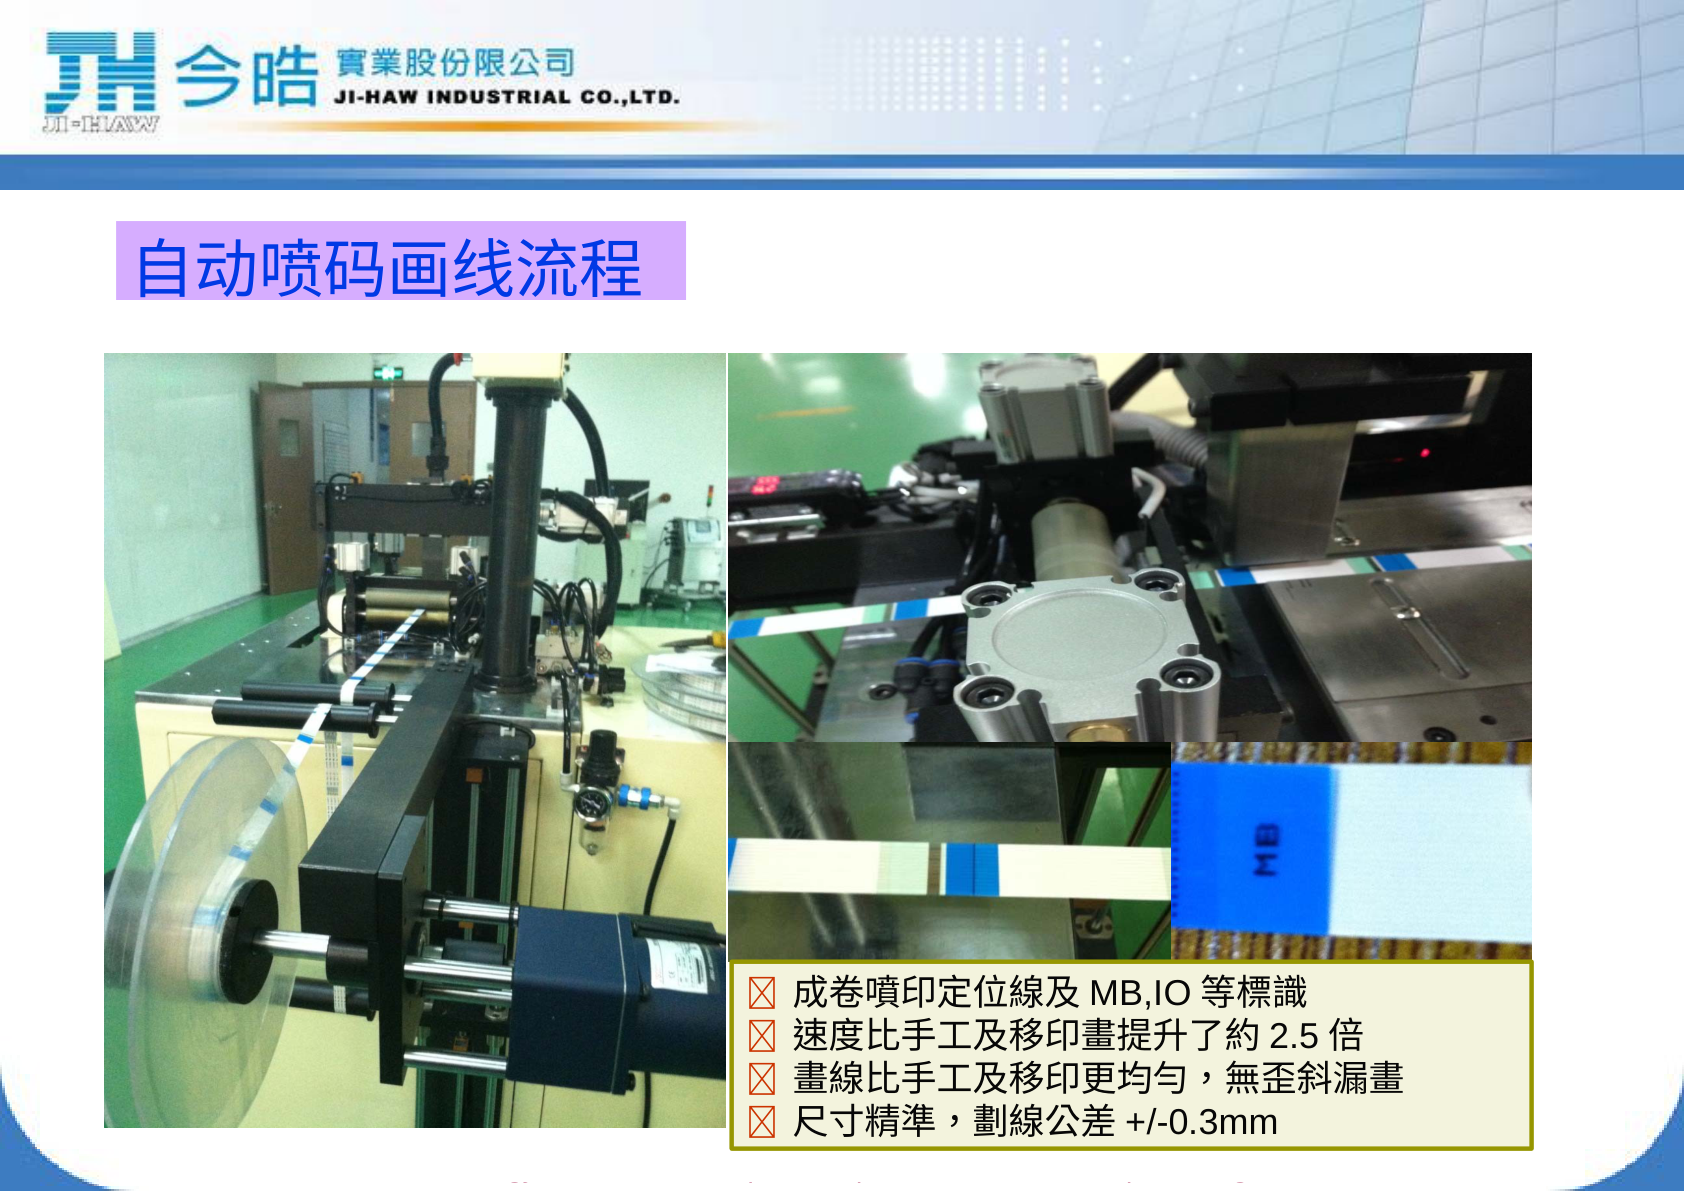 今皓 實業股份限公司
JI-HAW INDUSTRIAL CO.,LTD.
JI-HAW
自动喷码画线流程
MB
成卷噴印定位線及 MB,IO 等標識
速度比手工及移印畫提升了約 2.5 倍
畫線比手工及移印更均勻，無歪斜漏畫
尺寸精準，劃線公差 +/-0.3mm